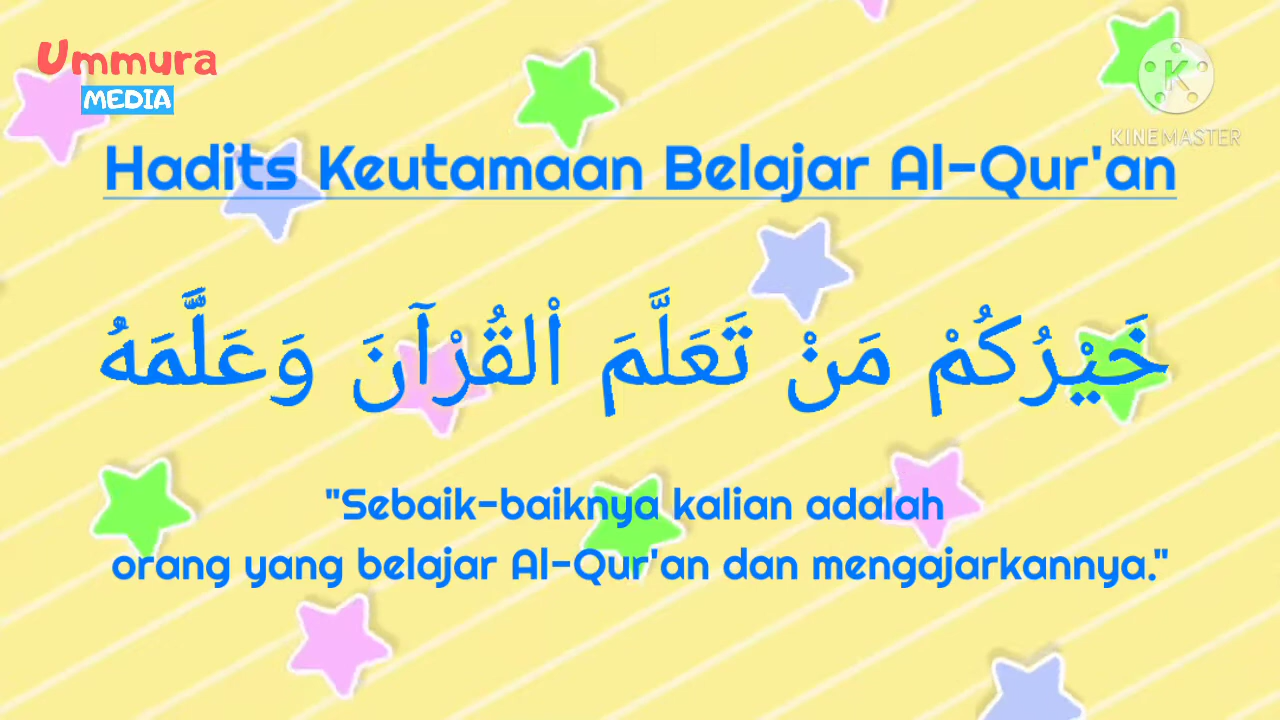 Ummura
MEDIA
KINEMASTER
Hadits Keutamaan Belajar Al-Qur'an
خَيْرُكُمْ مَنْ تَعَلَّمَ اْلقُرْآنَ وَعَلَّمَهُ
"Sebaik-baiknya kalian adalah
orang yang belajar Al-Qur'an dan mengajarkannya."